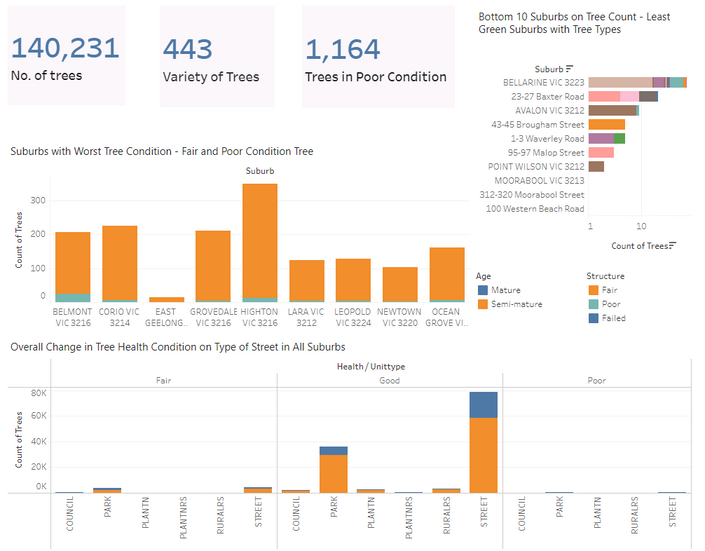 140,231
No. of trees
443
Variety of Trees
1,164
Trees in Poor Condition
Bottom 10 Suburbs on Tree Count - Least
Green Suburbs with Tree Types
Suburb
BELLARINE VIC 3223
23-27 Baxter Road
AVALON VIC 3212
43-45 Brougham Street
1-3 Waverley Road
95-97 Malop Street
POINT WILSON VIC 3212
MOORABOOL VIC 3213
312-320 Moorabool Street
100 Western Beach Road
1 10
Count of Trees
Suburbs with Worst Tree Condition - Fair and Poor Condition Tree
Suburb
Count of Trees
300
200
100
0
BELMONT CORIO VIC EAST GROVEDALE HIGHTON LARA VIC LEOPOLD NEWTOWN OCEAN
VIC 3216 3214 GEELONG.. VIC 3216 VIC 3216 3212 VIC 3224 VIC 3220 GROVE VI..
Age
Mature
Semi-mature
Structure
Fair
Poor
Failed
Overall Change in Tree Health Condition on Type of Street in All Suburbs
Health / Unittype
Fair Good Poor
Count of Trees
80K
60K
40K
20K
0K
COUNCIL PARK PLANTN PLANTNRS RURALRS STREET COUNCIL PARK PLANTN PLANTNRS RURALRS STREET COUNCIL PARK PLANTN STREET